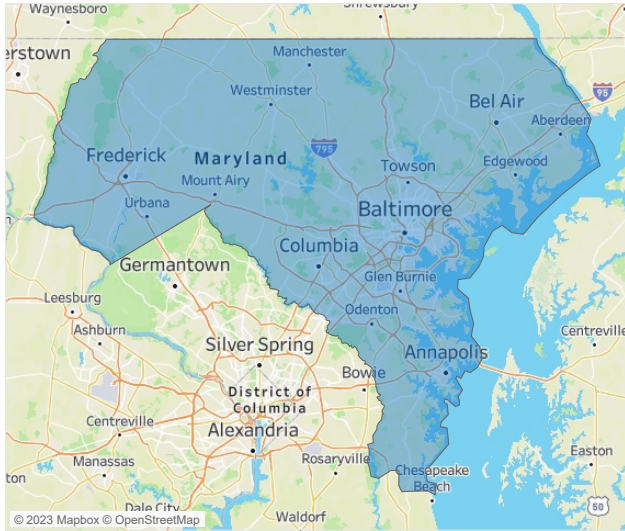 Waynesboro
Shrewsbury
erstown
Manchester
Westminster
95
Bel Air
Aberdeen
795
Frederick
Maryland
Towson
Edgewood
Mount Airy
Urbana
Baltimore
Columbia
Germantown
Glen Burnie
Leesburg
Odenton
Ashburn
Centreville
Silver Spring
Annapolis
Bowie
District of
Columbia
Centreville
Alexandria
Easton
Rosaryville
Manassas
Chesapeake
Beach
ton
50
Dale City
Waldorf
© 2023 Mapbox © OpenStreetMap